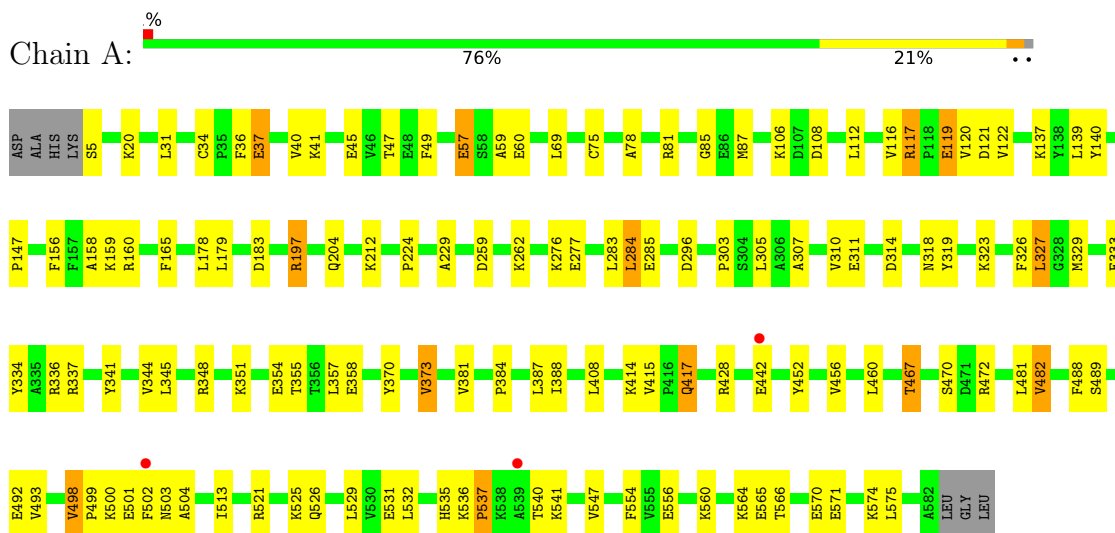 .%
Chain A:
76% 21% • •
ASP ALA HIS LYS S5 K20 L31 C34 P35 F36 E37 V40 K41 E45 V46 T47 E48 F49 E57 S58 A59 E60 L69 C75 A78 R81 G85 E86 M87 K106 D107 D108 L112 V116 R117 P118 E119 V120 D121 V122 K137 Y138 L139 Y140
P147 F156 F157 A158 K159 R160 F165 L178 L179 D183 R197 Q204 K212 P224 A229 D259 K262 K276 E277 L283 L284 E285 D296 P303 S304 L305 A306 A307 V310 E311 D314 N318 Y319 K323 F326 L327 G328 M329 E333
Y334 A335 R336 R337 Y341 V344 L345 R348 K351 E354 T355 T356 L357 E358 Y370 V373 V381 P384 L387 I388 L408 K414 V415 P416 Q417 R428 E442 Y452 V456 L460 T467 S470 D471 R472 L481 V482 F488 S489
E492 V493 V498 P499 K500 E501 F502 N503 A504 I513 R521 K525 Q526 L529 V530 E531 L532 H535 K536 P537 K538 A539 T540 K541 V547 F554 V555 E556 K560 K564 E565 T566 E570 E571 K574 L575 A582 LEU GLY LEU